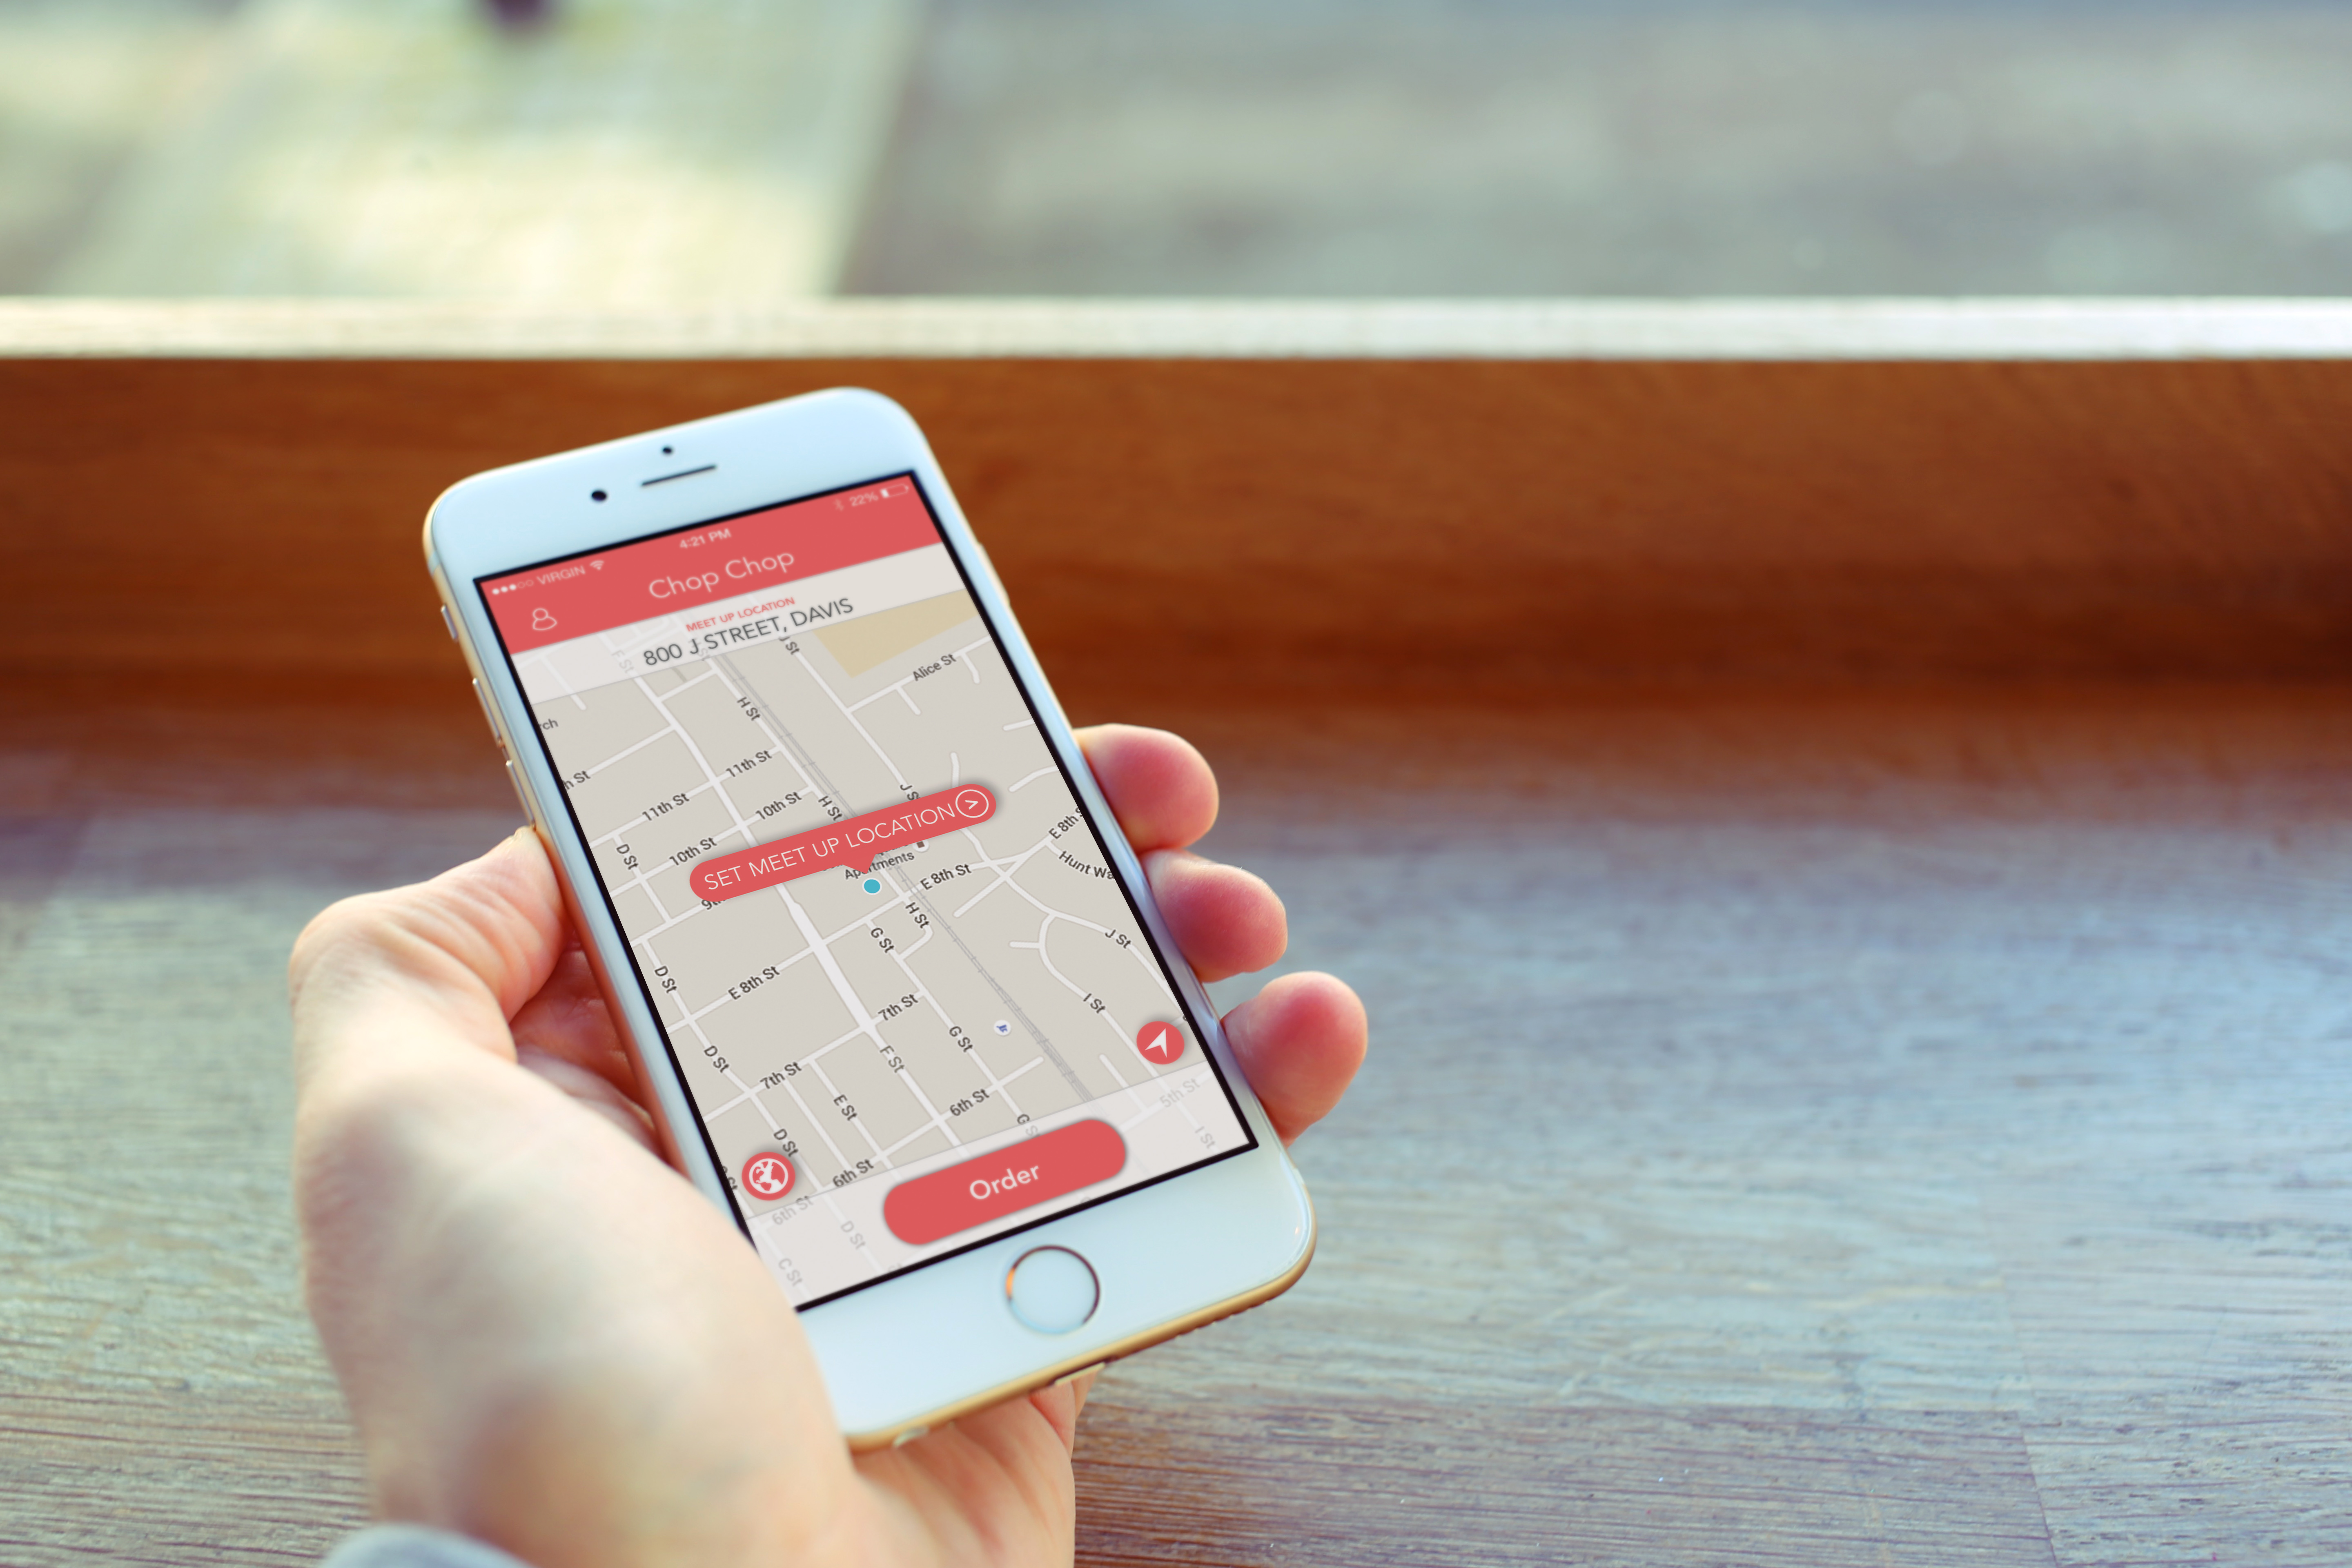 VIRGIN
4:21 PM
22%
Chop Chop
MEET UP LOCATION
800 J STREET, DAVIS
F St
J St
Alice St
H St
11th St
11th St
10th St
H St
10th St
D St
SET MEET UP LOCATION
Apartments
E 8th St
E 8th
Hunt Wa
H St
G St
J St
D St
E 8th St
7th St
I St
G St
D St
F St
7th St
E St
6th St
5th St
D St
I St
6th St
Order
6th St
D St
C St